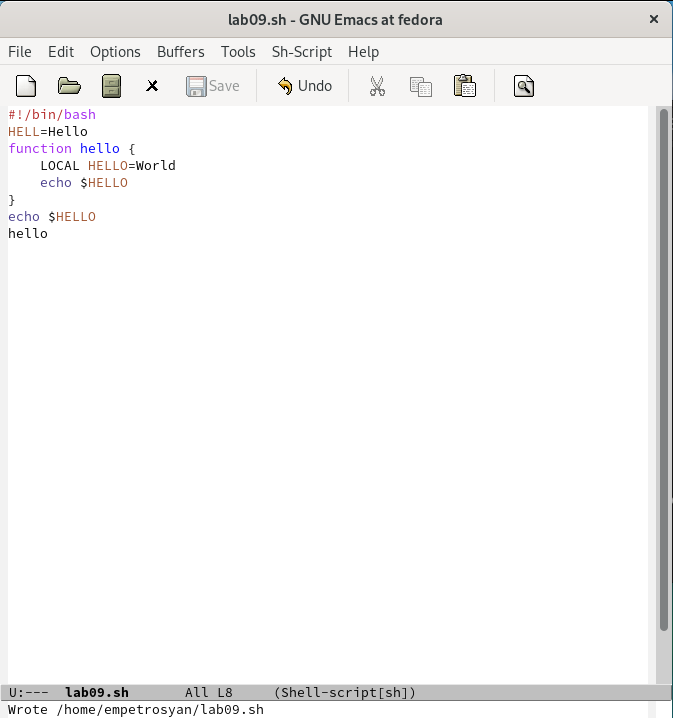 lab09.sh - GNU Emacs at fedora ×
File Edit Options Buffers Tools Sh-Script Help
Save Undo
#!/bin/bash
HELL=Hello
function hello {
    LOCAL HELLO=World
    echo $HELLO
}
echo $HELLO
hello
U:---  lab09.sh       All L8     (Shell-script[sh])
Wrote /home/empetrosyan/lab09.sh